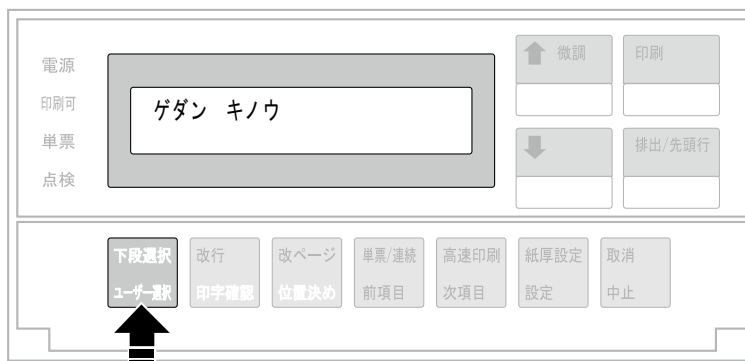 電源
印刷可
単票
点検
ゲダン キノウ
微調
印刷
排出/先頭行
下段選択
ユーザー選択
改行
印字確認
改ページ
位置決め
単票/連続
前項目
高速印刷
次項目
紙厚設定
設定
取消
中止